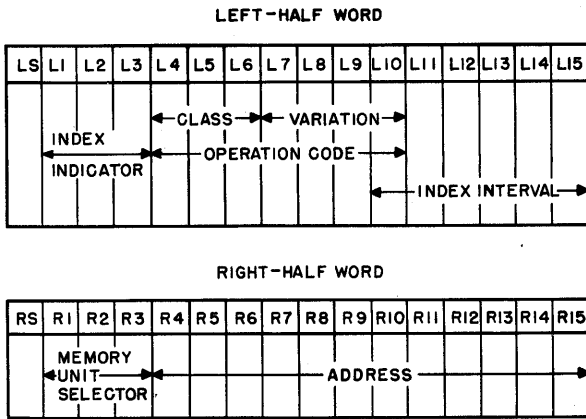 LEFT-HALF WORD
LS L1 L2 L3 L4 L5 L6 L7 L8 L9 L10 L11 L12 L13 L14 L15
CLASS VARIATION
INDEX
INDICATOR
OPERATION CODE
INDEX INTERVAL
RIGHT-HALF WORD
RS R1 R2 R3 R4 R5 R6 R7 R8 R9 R10 R11 R12 R13 R14 R15
MEMORY
UNIT
SELECTOR
ADDRESS